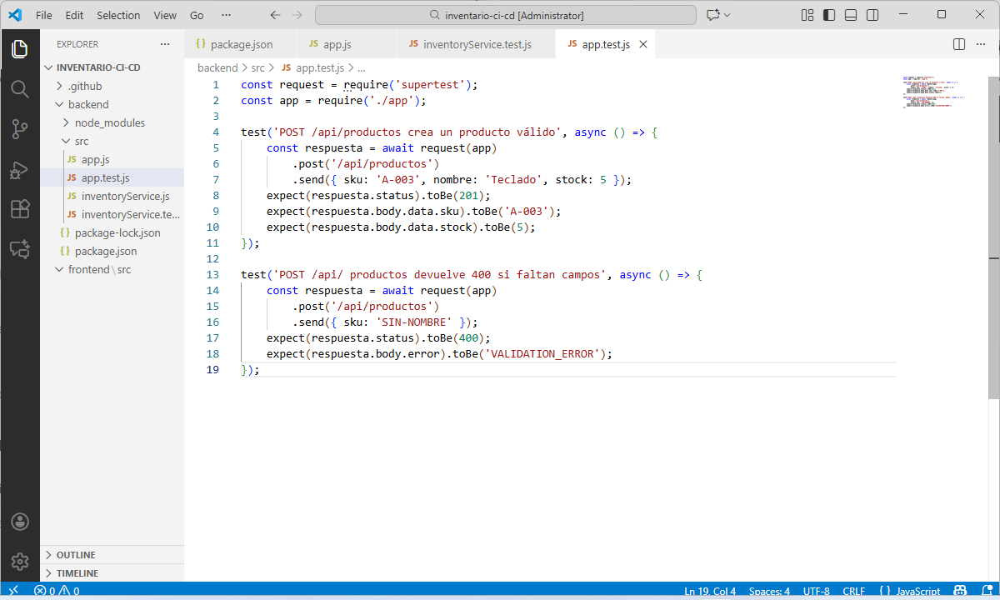 File Edit Selection View Go ··· inventario-ci-cd [Administrator]
EXPLORER ···
INVENTARIO-CI-CD
.github
backend
node_modules
src
JS app.js
JS app.test.js
JS inventoryService.js
JS inventoryService.te...
{} package-lock.json
{} package.json
frontend\src
OUTLINE
TIMELINE
{} package.json JS app.js JS inventoryService.test.js JS app.test.js
backend > src > JS app.test.js > ...
1 const request = require('supertest');
2 const app = require('./app');
3
4 test('POST /api/productos crea un producto válido', async () => {
5 const respuesta = await request(app)
6 .post('/api/productos')
7 .send({ sku: 'A-003', nombre: 'Teclado', stock: 5 });
8 expect(respuesta.status).toBe(201);
9 expect(respuesta.body.data.sku).toBe('A-003');
10 expect(respuesta.body.data.stock).toBe(5);
11 });
12
13 test('POST /api/ productos devuelve 400 si faltan campos', async () => {
14 const respuesta = await request(app)
15 .post('/api/productos')
16 .send({ sku: 'SIN-NOMBRE' });
17 expect(respuesta.status).toBe(400);
18 expect(respuesta.body.error).toBe('VALIDATION_ERROR');
19 });
0 0 Ln 19, Col 4 Spaces: 4 UTF-8 CRLF {} JavaScript